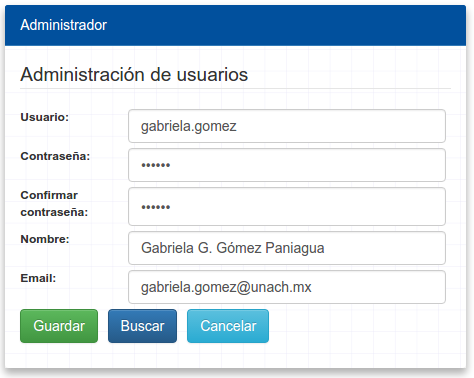 Administrador
Administración de usuarios
Usuario:
gabriela.gomez
Contraseña:
••••••
Confirmar
contraseña:
••••••
Nombre:
Gabriela G. Gómez Paniagua
Email:
gabriela.gomez@unach.mx
Guardar Buscar Cancelar